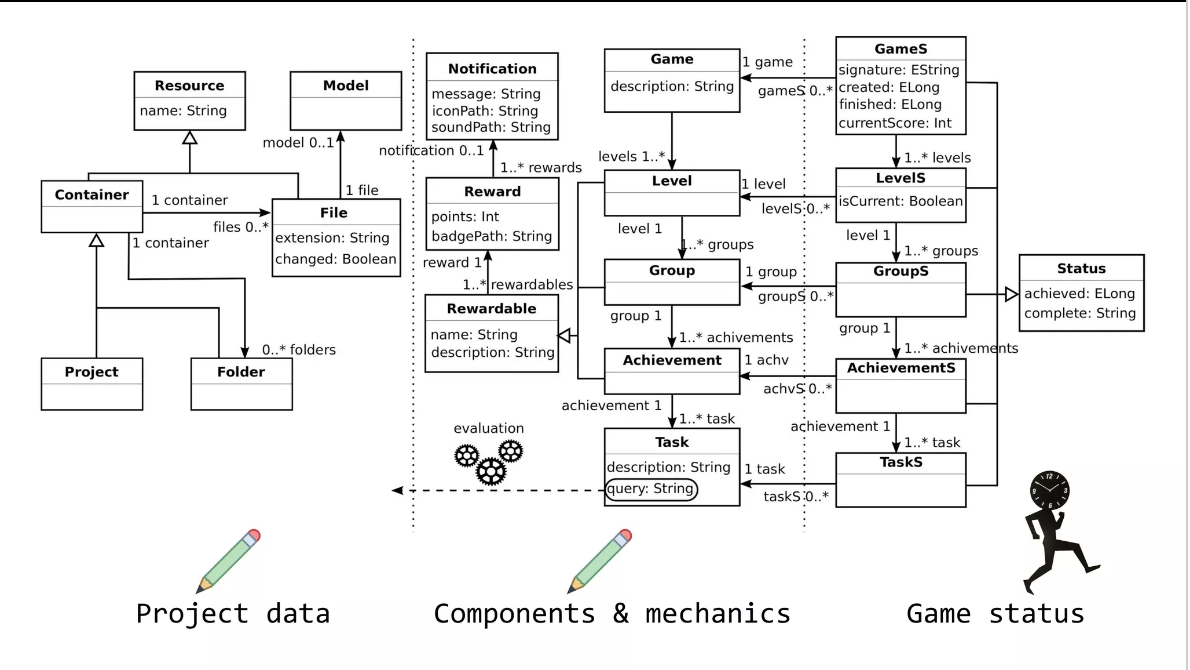 Resource
name: String
Model
model 0..1
1 file
Container
1 container
files 0..*
1 container
File
extension: String
changed: Boolean
0..* folders
Project
Folder
Notification
message: String
iconPath: String
soundPath: String
notification 0..1
1..* rewards
Reward
points: Int
badgePath: String
reward 1
1..* rewardables
Rewardable
name: String
description: String
evaluation
Game
description: String
levels 1..*
Level
level 1
1..* groups
Group
group 1
1..* achivements
Achievement
achievement 1
1..* task
Task
description: String
query: String
1 game
gameS 0..*
1 level
levelS 0..*
1 group
groupS 0..*
1 achv
achvS 0..*
1 task
taskS 0..*
GameS
signature: EString
created: ELong
finished: ELong
currentScore: Int
1..* levels
LevelS
isCurrent: Boolean
level 1
1..* groups
GroupS
group 1
1..* achivements
AchievementS
achievement 1
1..* task
TaskS
Status
achieved: ELong
complete: String
12
3
6
9
Project data
Components & mechanics
Game status